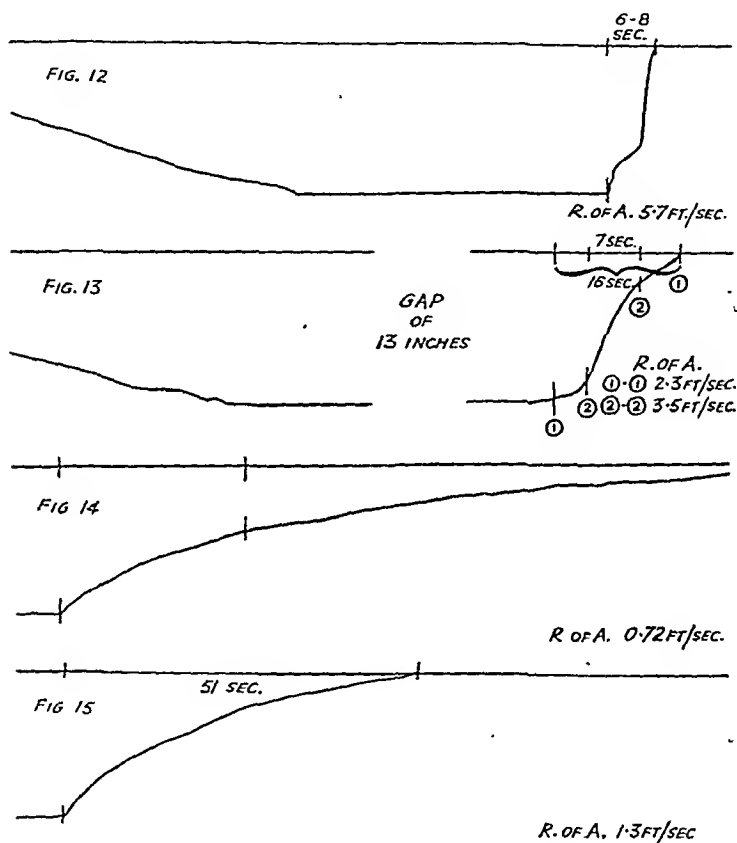 6-8
SEC.
FIG. 12
R. OF A. 5·7 FT./SEC.
7 SEC.
16 SEC.
FIG. 13
GAP
OF
13 INCHES
②
①
R. OF A.
①-① 2·3 FT/SEC.
② ②-② 3·5 FT/SEC.
①
FIG 14
R OF A. 0·72 FT/SEC.
51 SEC.
FIG 15
R. OF A. 1·3 FT/SEC